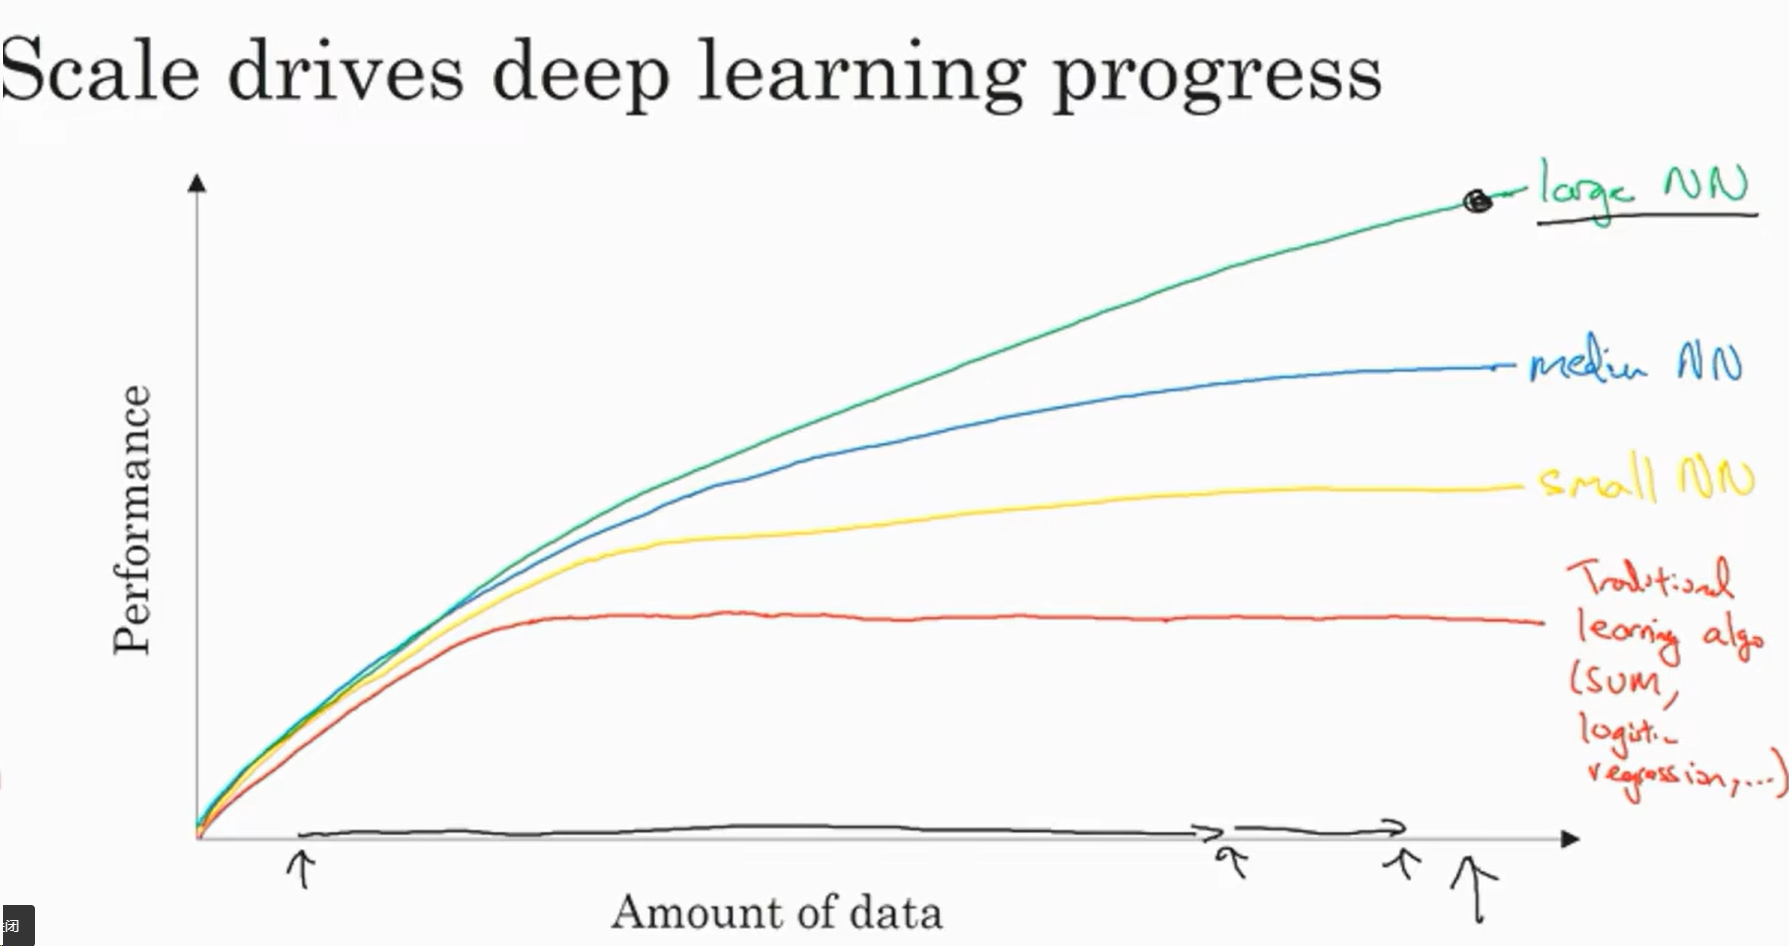 Scale drives deep learning progress
large NN
medium NN
small NN
Traditional
learning algo
(SVM,
logistic
regression,...)
Performance
Amount of data
闭